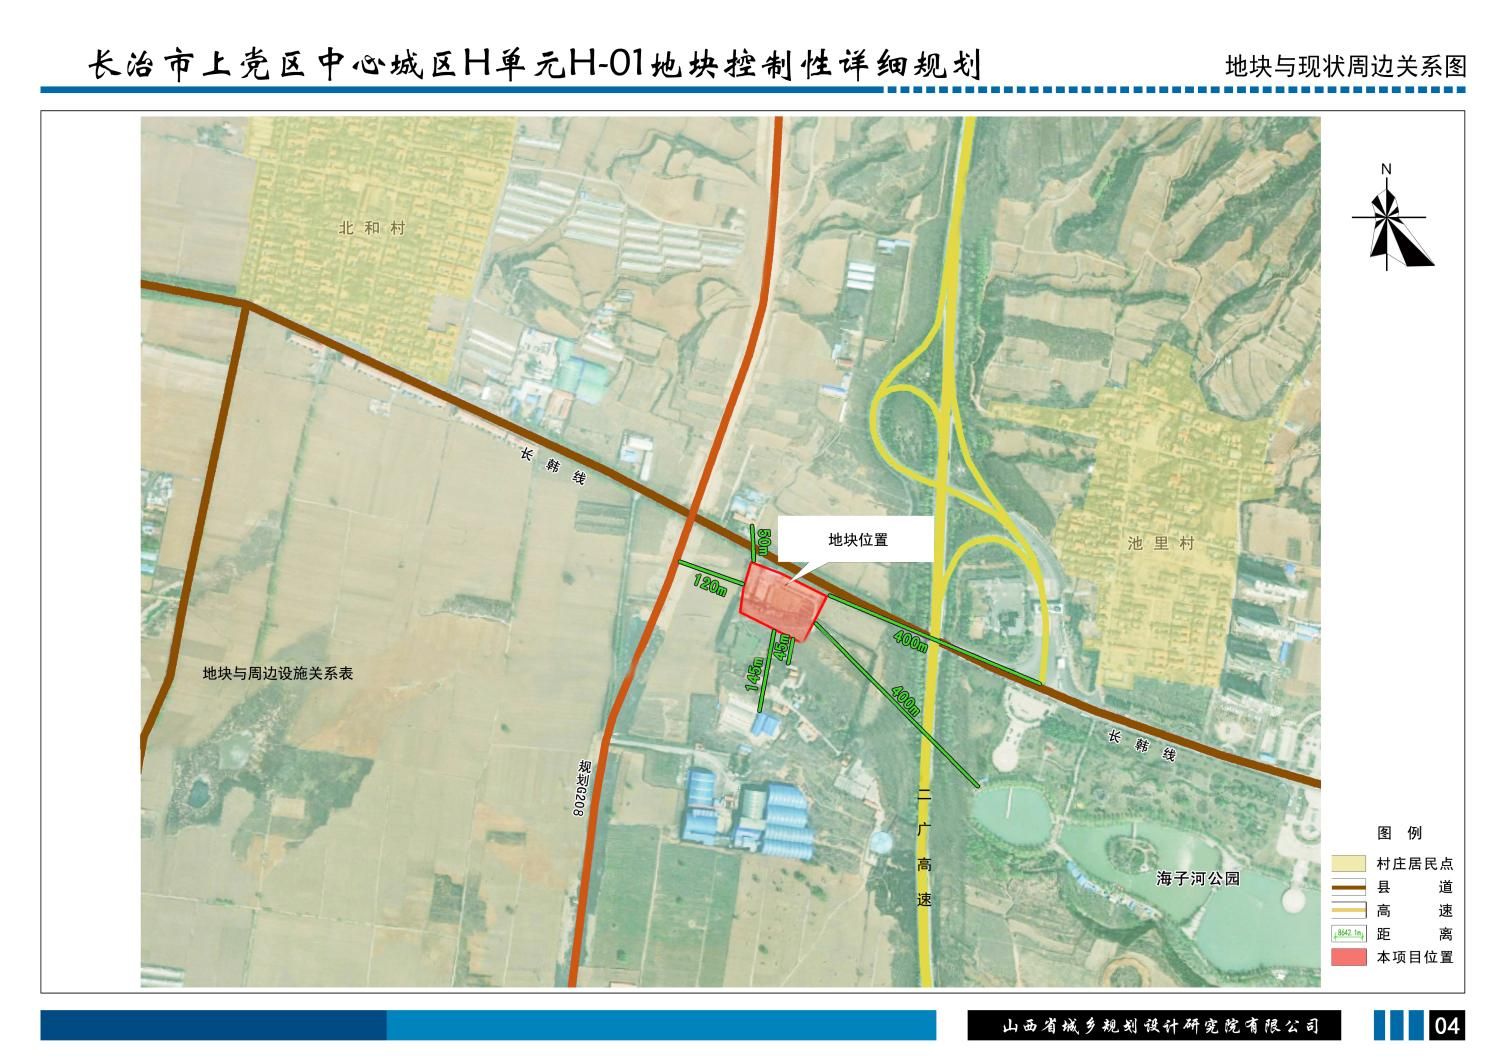 长治市上党区中心城区H单元H-01地块控制性详细规划
地块与现状周边关系图
N
北和村
长韩线
50m
地块位置
120m
池里村
400m
45m
145m
400m
地块与周边设施关系表
长韩线
规划G208
二广高速
海子河公园
图例
村庄居民点
县道
高速
8642.1m
距离
本项目位置
山西省城乡规划设计研究院有限公司
04